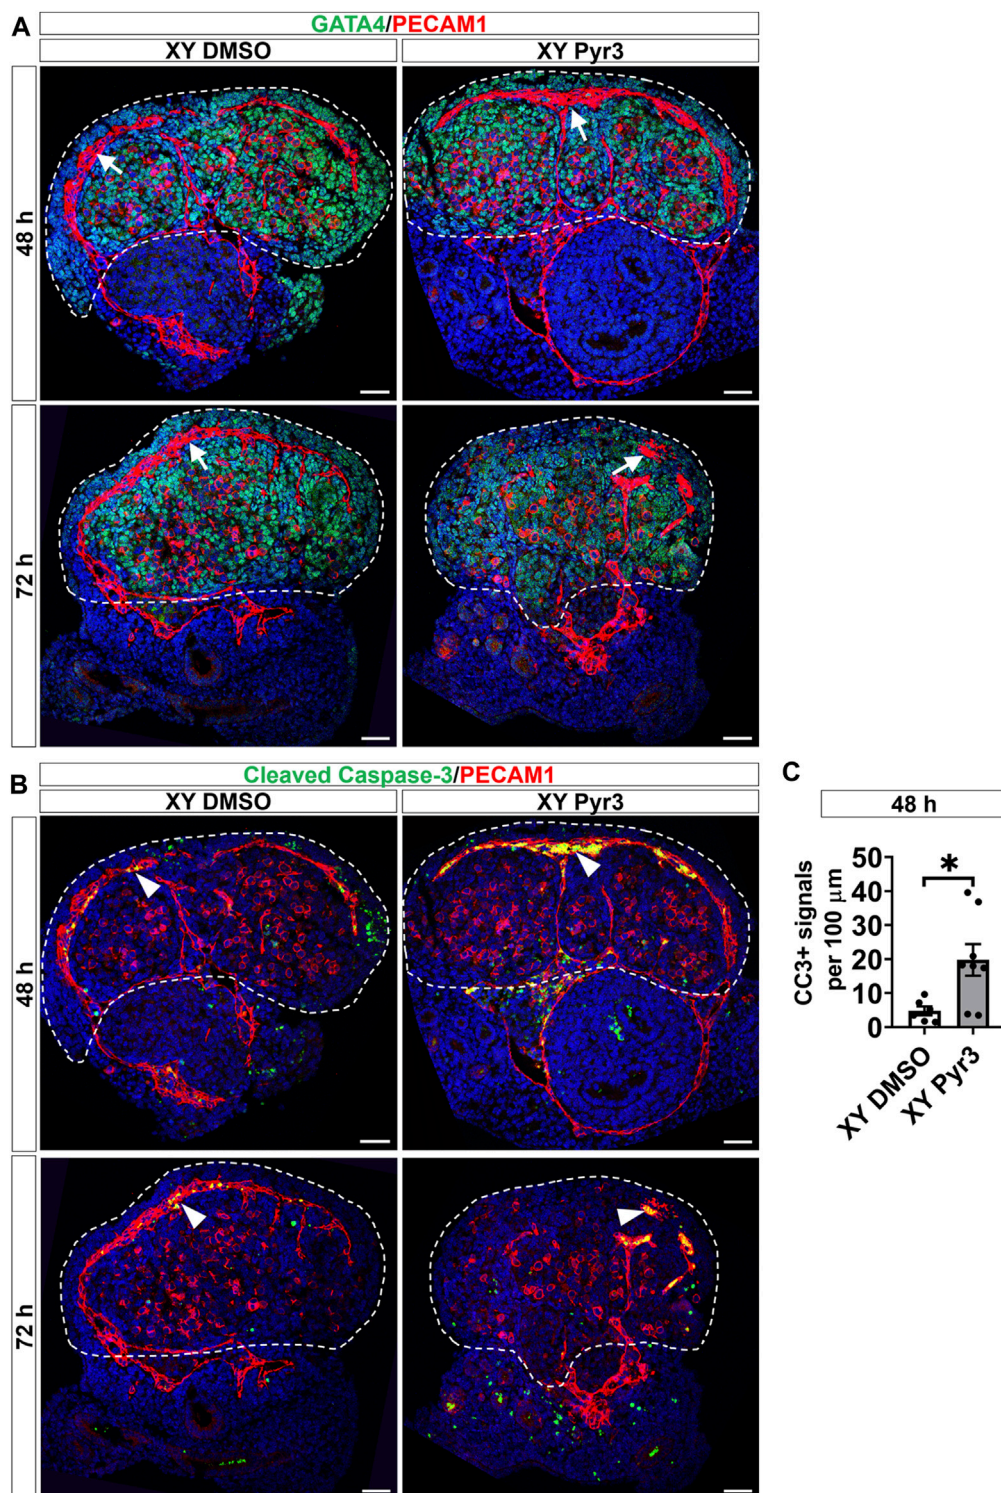 A
GATA4/PECAM1
XY DMSO
XY Pyr3
48 h
72 h
B
Cleaved Caspase-3/PECAM1
XY DMSO
XY Pyr3
48 h
72 h
C
48 h
CC3+ signals
per 100 μm
50
40
30
20
10
0
*
XY DMSO
XY Pyr3